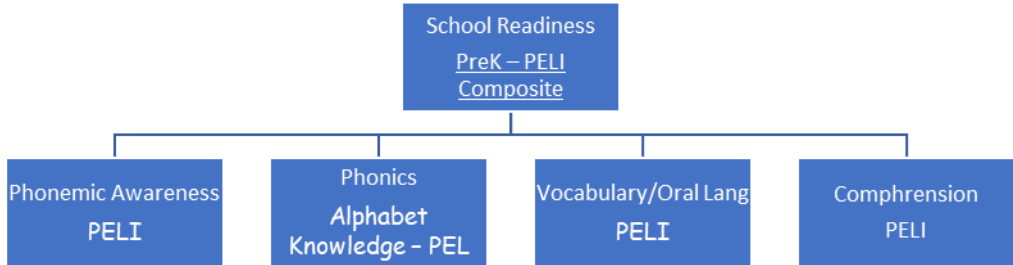 School Readiness
PreK – PELI
Composite
Phonemic Awareness
PELI
Phonics
Alphabet
Knowledge – PEL
Vocabulary/Oral Lang
PELI
Comphrension
PELI